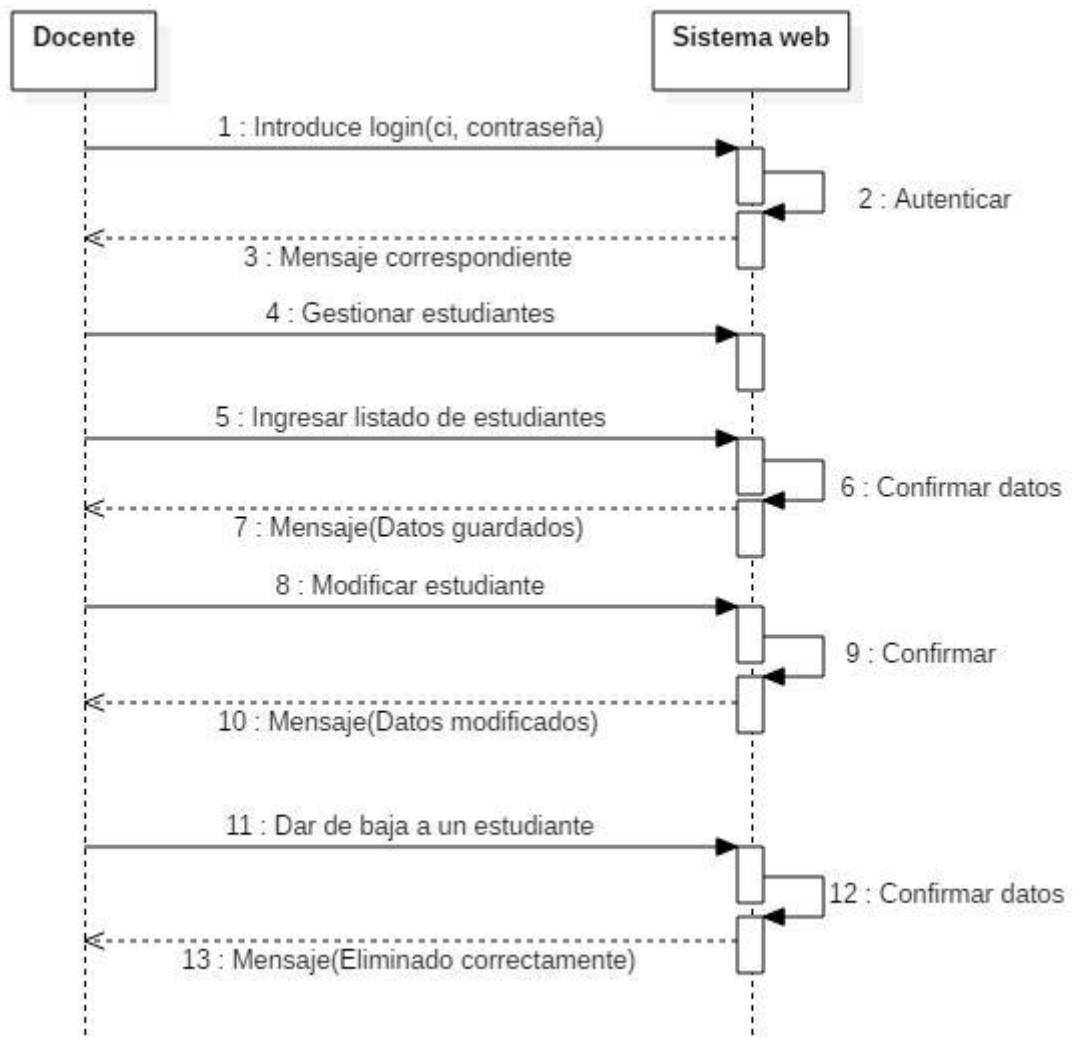 Docente
Sistema web
1 : Introduce login(ci, contraseña)
2 : Autenticar
3 : Mensaje correspondiente
4 : Gestionar estudiantes
5 : Ingresar listado de estudiantes
6 : Confirmar datos
7 : Mensaje(Datos guardados)
8 : Modificar estudiante
9 : Confirmar
10 : Mensaje(Datos modificados)
11 : Dar de baja a un estudiante
12 : Confirmar datos
13 : Mensaje(Eliminado correctamente)